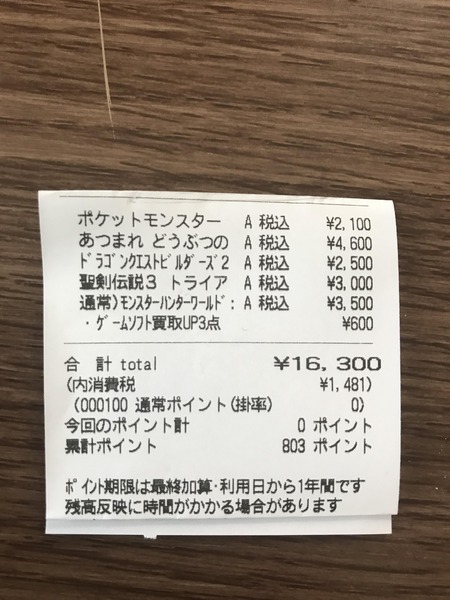 ポケットモンスター A 税込 ¥2,100
あつまれ どうぶつの A 税込 ¥4,600
ﾄﾞﾗｺﾞﾝｸｴｽﾄﾋﾞﾙﾀﾞｰｽﾞ2 A 税込 ¥2,500
聖剣伝説3 トライア A 税込 ¥3,000
通常)ﾓﾝｽﾀｰﾊﾝﾀｰﾜｰﾙﾄﾞ: A 税込 ¥3,500
・ｹﾞｰﾑｿﾌﾄ買取UP3点 ¥600
合 計 total ¥16,300
(内消費税 ¥1,481)
(000100 通常ポイント(掛率) 0)
今回のポイント計 0 ポイント
累計ポイント 803 ポイント
ﾎﾟｲﾝﾄ期限は最終加算･利用日から1年間です
残高反映に時間がかかる場合があります